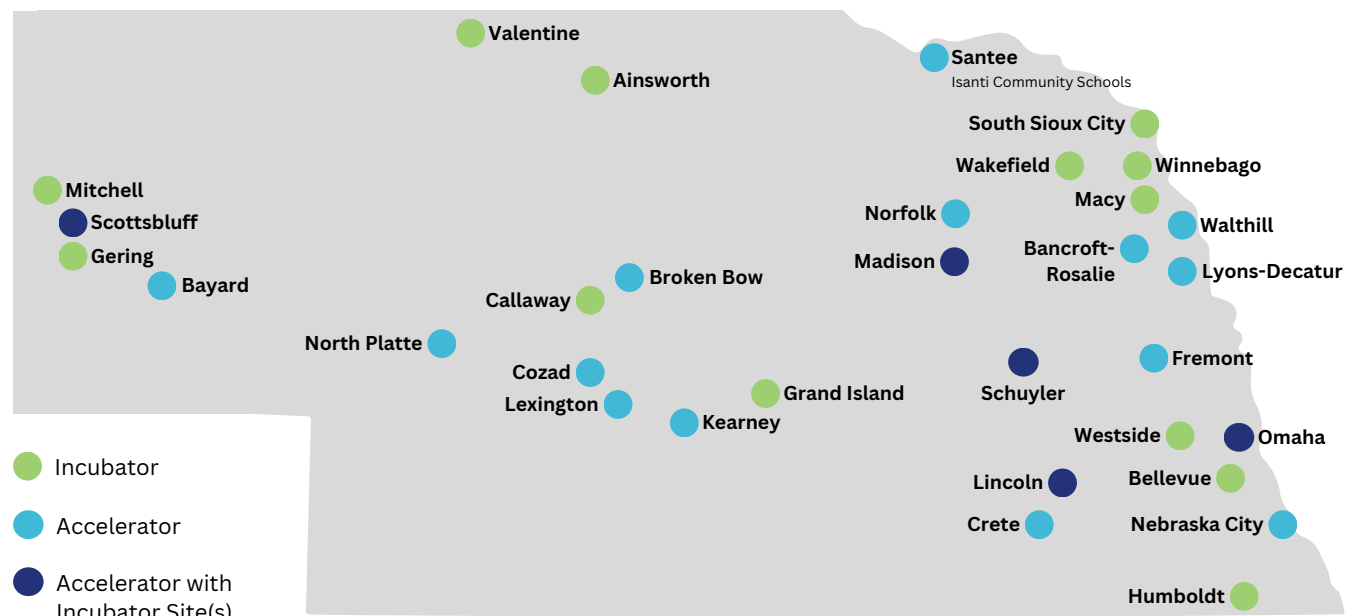 Valentine
Santee
Ainsworth
Isanti Community Schools
South Sioux City
Wakefield
Winnebago
Mitchell
Macy
Norfolk
Scottsbluff
Walthill
Bancroft-
Rosalie
Gering
Madison
Lyons-Decatur
Broken Bow
Bayard
Callaway
North Platte
Fremont
Cozad
Grand Island
Schuyler
Lexington
Kearney
Westside
Omaha
Incubator
Bellevue
Lincoln
Accelerator
Crete
Nebraska City
Accelerator with
Incubator Site(s)
Humboldt